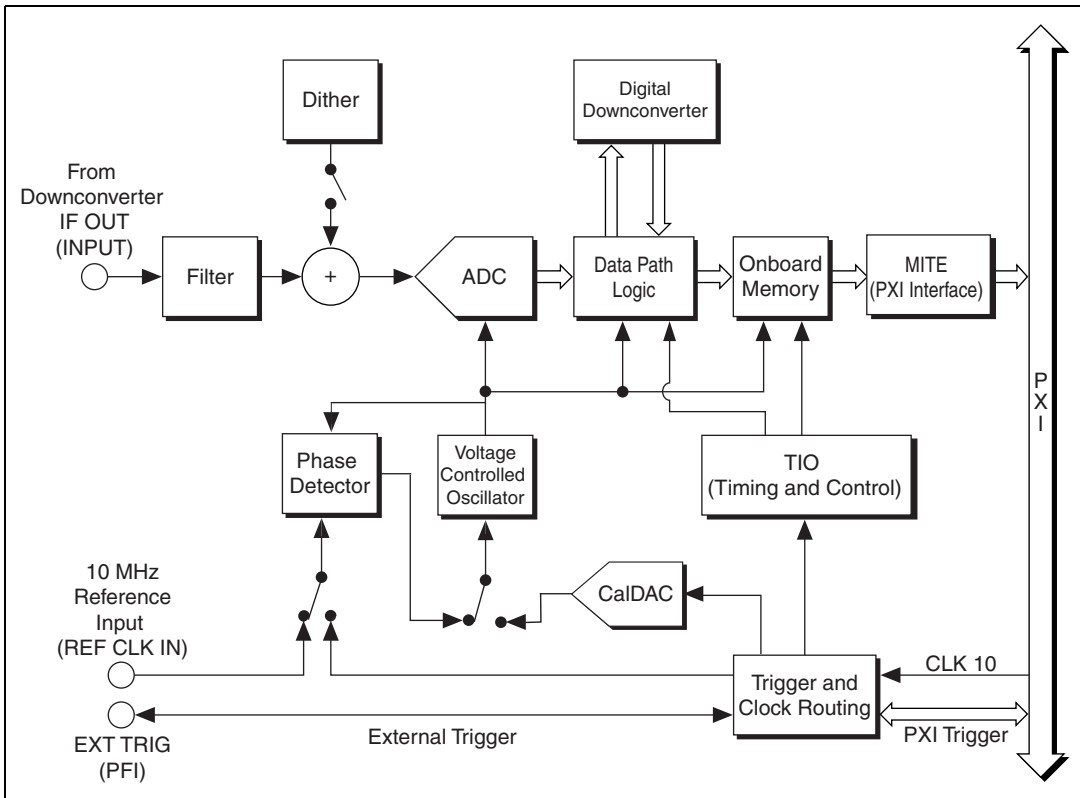 Dither
Digital
Downconverter
From
Downconverter
IF OUT
(INPUT)
Filter
+
ADC
Data Path
Logic
Onboard
Memory
MITE
(PXI Interface)
P
X
I
Phase
Detector
Voltage
Controlled
Oscillator
TIO
(Timing and Control)
10 MHz
Reference
Input
(REF CLK IN)
CalDAC
Trigger and
Clock Routing
CLK 10
PXI Trigger
External Trigger
EXT TRIG
(PFI)